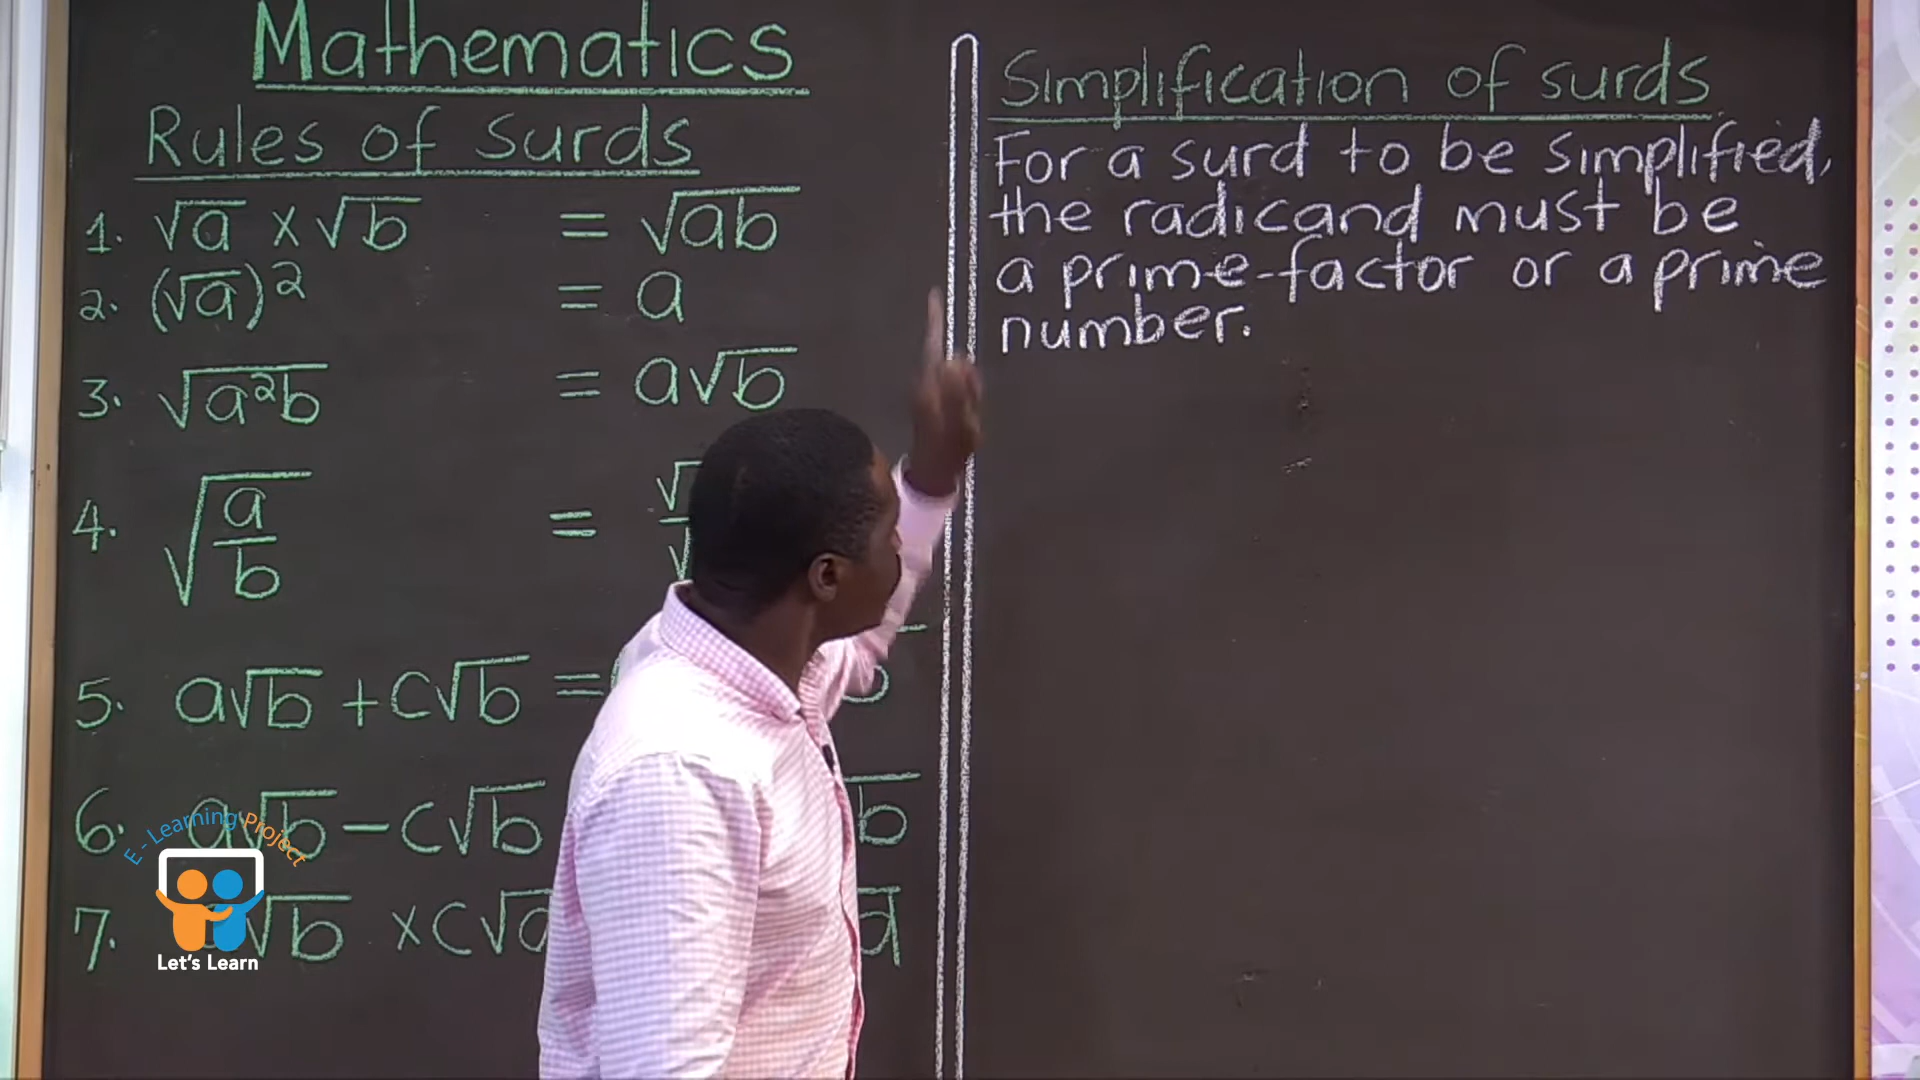 Mathematics
Rules of Surds
1. √a × √b = √ab
2. (√a)² = a
3. √a²b = a√b
4. √a/b = √
5. a√b + c√b =
6. a√b − c√b √b
7. √b × c√a
Simplification of surds
For a surd to be simplified,
the radicand must be
a prime-factor or a prime
number.
E-Learning Project
Let's Learn